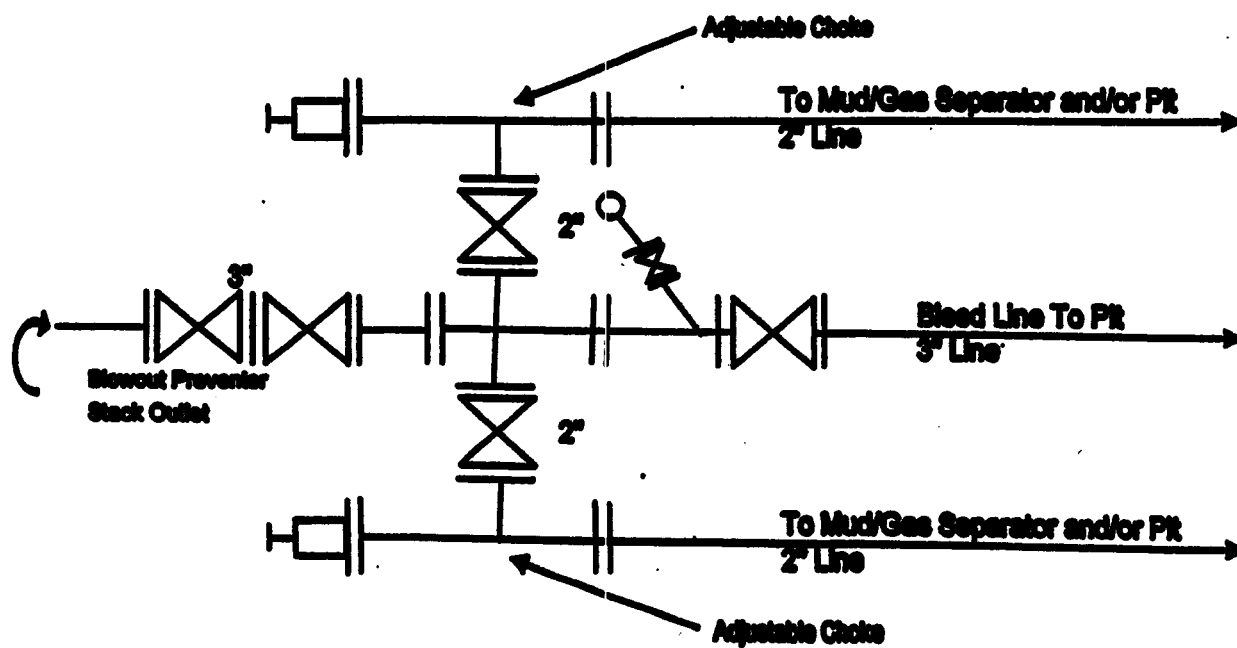 Adjustable Choke
To Mud/Gas Separator and/or Pit
2" Line
2"
3"
Bleed Line To Pit
3" Line
Blowout Preventer
Stack Outlet
2"
To Mud/Gas Separator and/or Pit
2" Line
Adjustable Choke